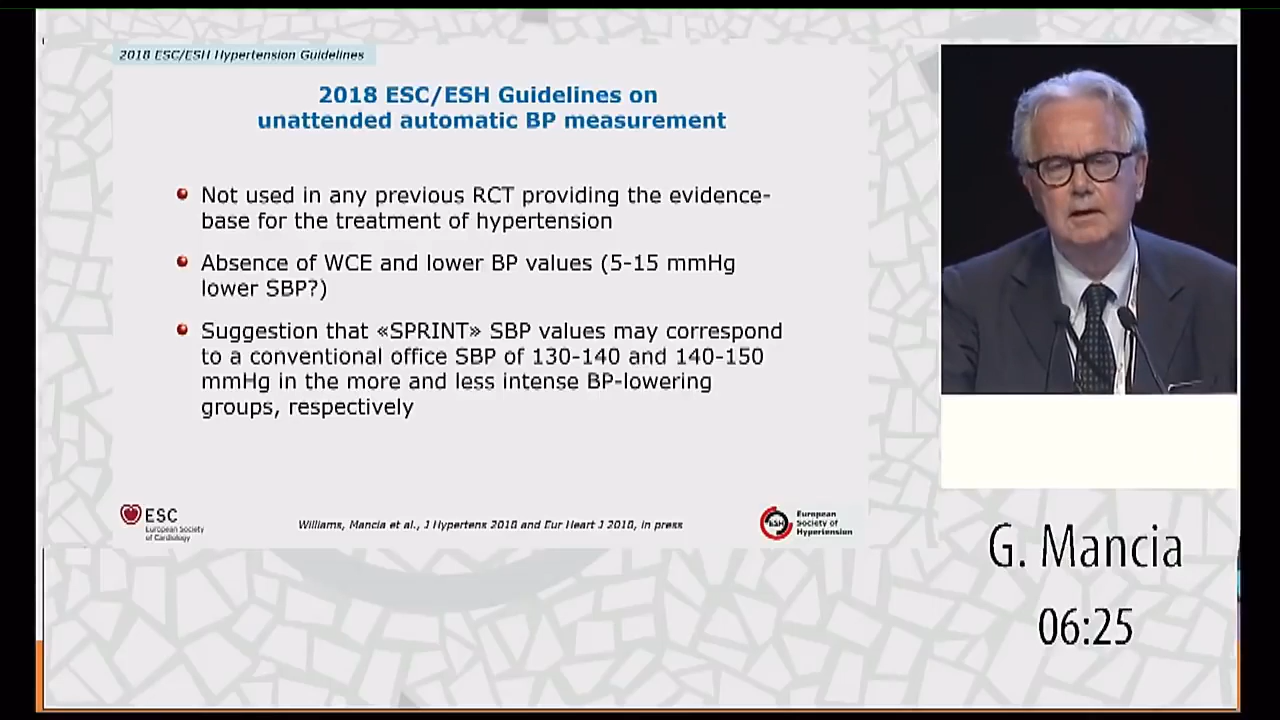 2018 ESC/ESH Hypertension Guidelines
2018 ESC/ESH Guidelines on
unattended automatic BP measurement
Not used in any previous RCT providing the evidence-
base for the treatment of hypertension
Absence of WCE and lower BP values (5-15 mmHg
lower SBP?)
Suggestion that «SPRINT» SBP values may correspond
to a conventional office SBP of 130-140 and 140-150
mmHg in the more and less intense BP-lowering
groups, respectively
ESC
European Society
of Cardiology
Williams, Mancia et al., J Hypertens 2018 and Eur Heart J 2018, in press
ESH
European
Society of
Hypertension
G. Mancia
06:25